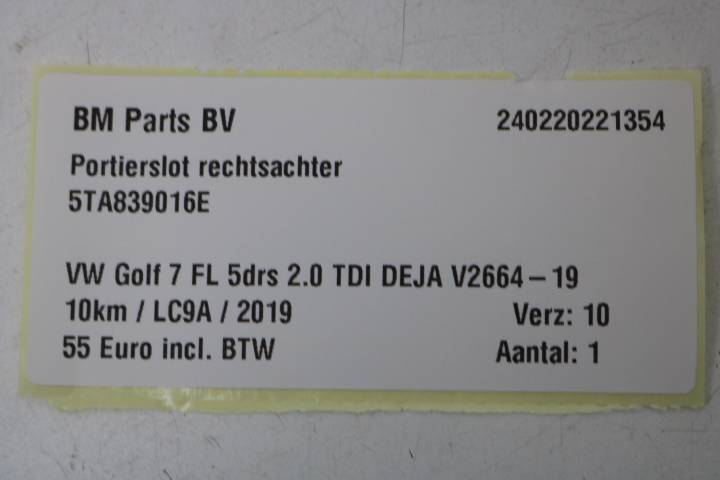 BM Parts BV 240220221354
Portierslot rechtsachter
5TA839016E
VW Golf 7 FL 5drs 2.0 TDI DEJA V2664 – 19
10km / LC9A / 2019 Verz: 10
55 Euro incl. BTW Aantal: 1